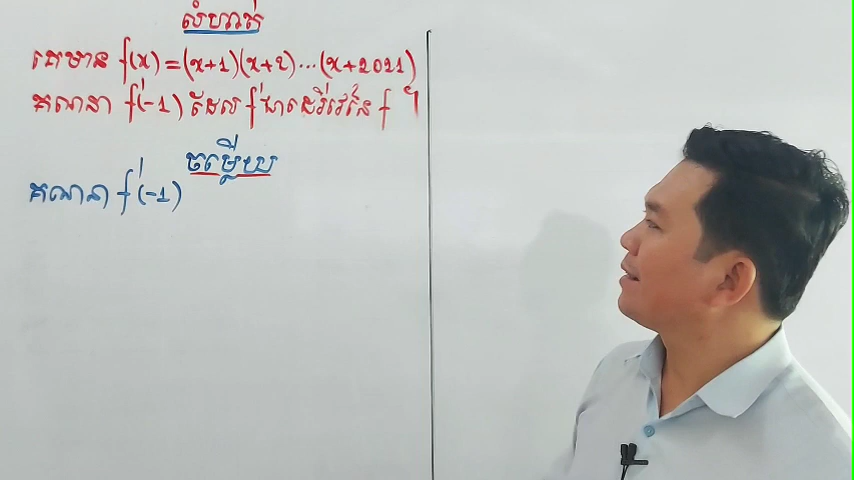 លំហាត់
គេមាន f(x)=(x+1)(x+2)...(x+2021)
គណនា f'(-1) ដែល f' ជាដេរីវេនៃ f ។
ចម្លើយ
គណនា f'(-1)